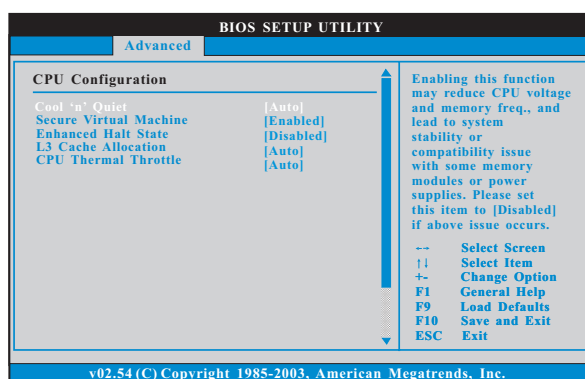 BIOS SETUP UTILITY
Advanced
CPU Configuration
Cool ‘n’ Quiet [Auto]
Secure Virtual Machine [Enabled]
Enhanced Halt State [Disabled]
L3 Cache Allocation [Auto]
CPU Thermal Throttle [Auto]
Enabling this function
may reduce CPU voltage
and memory freq., and
lead to system
stability or
compatibility issue
with some memory
modules or power
supplies. Please set
this item to [Disabled]
if above issue occurs.
←→ Select Screen
↑↓ Select Item
+- Change Option
F1 General Help
F9 Load Defaults
F10 Save and Exit
ESC Exit
v02.54 (C) Copyright 1985-2003, American Megatrends, Inc.